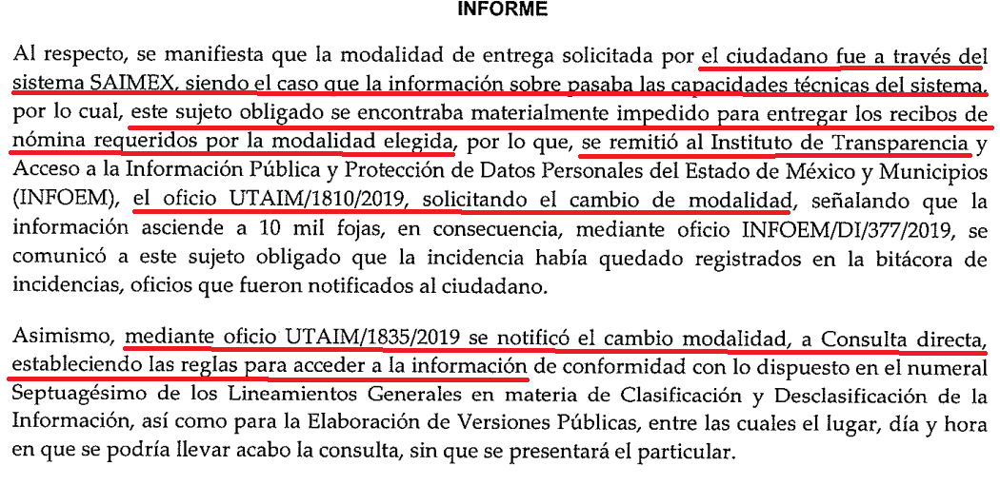 INFORME
Al respecto, se manifiesta que la modalidad de entrega solicitada por el ciudadano fue a través del
sistema SAIMEX, siendo el caso que la información sobre pasaba las capacidades técnicas del sistema,
por lo cual, este sujeto obligado se encontraba materialmente impedido para entregar los recibos de
nómina requeridos por la modalidad elegida, por lo que, se remitió al Instituto de Transparencia y
Acceso a la Información Pública y Protección de Datos Personales del Estado de México y Municipios
(INFOEM), el oficio UTAIM/1810/2019, solicitando el cambio de modalidad, señalando que la
información asciende a 10 mil fojas, en consecuencia, mediante oficio INFOEM/DI/377/2019, se
comunicó a este sujeto obligado que la incidencia había quedado registrados en la bitácora de
incidencias, oficios que fueron notificados al ciudadano.
Asimismo, mediante oficio UTAIM/1835/2019 se notificó el cambio modalidad, a Consulta directa,
estableciendo las reglas para acceder a la información de conformidad con lo dispuesto en el numeral
Septuagésimo de los Lineamientos Generales en materia de Clasificación y Desclasificación de la
Información, así como para la Elaboración de Versiones Públicas, entre las cuales el lugar, día y hora
en que se podría llevar acabo la consulta, sin que se presentará el particular.